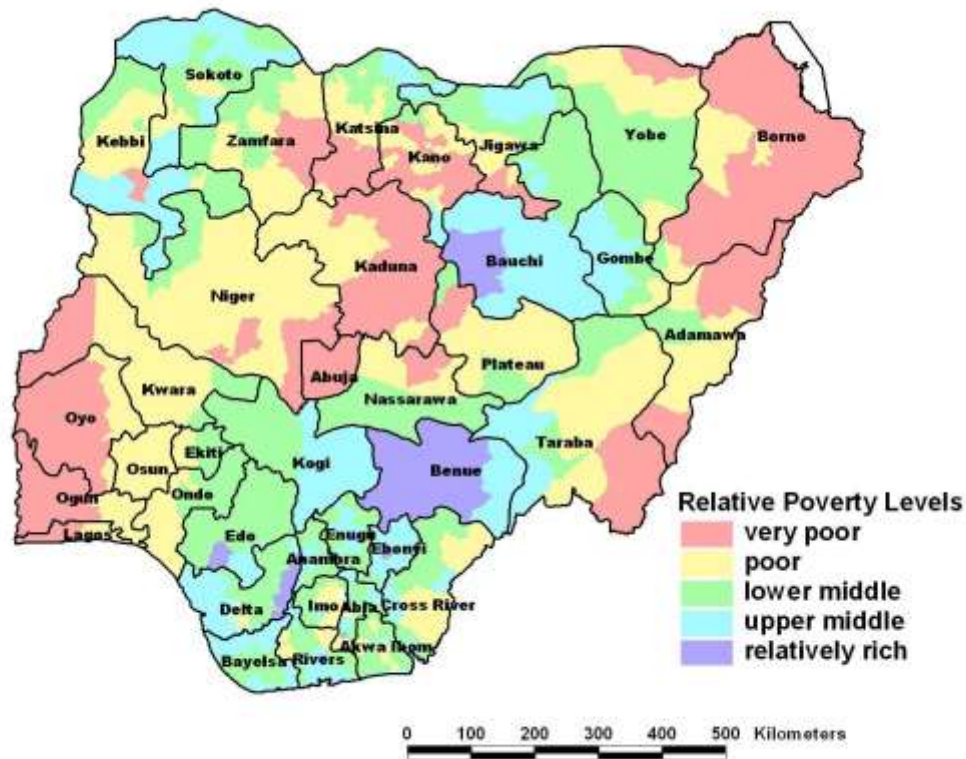 Sokoto
Kebbi
Zamfara
Katsina
Kano
Jigawa
Yobe
Borno
Bauchi
Gombe
Kaduna
Niger
Adamawa
Plateau
Abuja
Nassarawa
Kwara
Oyo
Taraba
Ekiti
Osun
Kogi
Benue
Ogun
Ondo
Lagos
Edo
Enugu
Ebonyi
Anambra
Delta
Imo
Abia
Cross River
Akwa Ibom
Bayelsa
Rivers
Relative Poverty Levels
very poor
poor
lower middle
upper middle
relatively rich
0 100 200 300 400 500 Kilometers